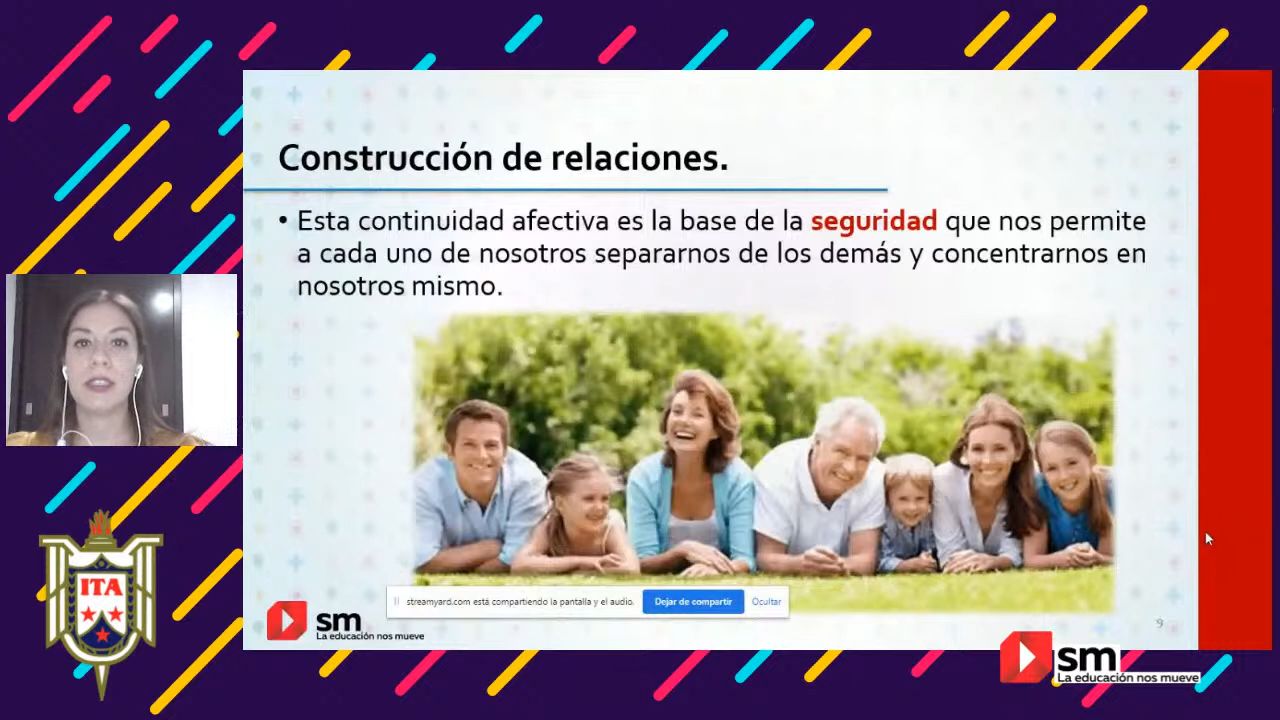 Construcción de relaciones.
• Esta continuidad afectiva es la base de la seguridad que nos permite
a cada uno de nosotros separarnos de los demás y concentrarnos en
nosotros mismo.
ITA
streamyard.com está compartiendo la pantalla y el audio. Dejar de compartir Ocultar
sm
La educación nos mueve
9
sm
La educación nos mueve